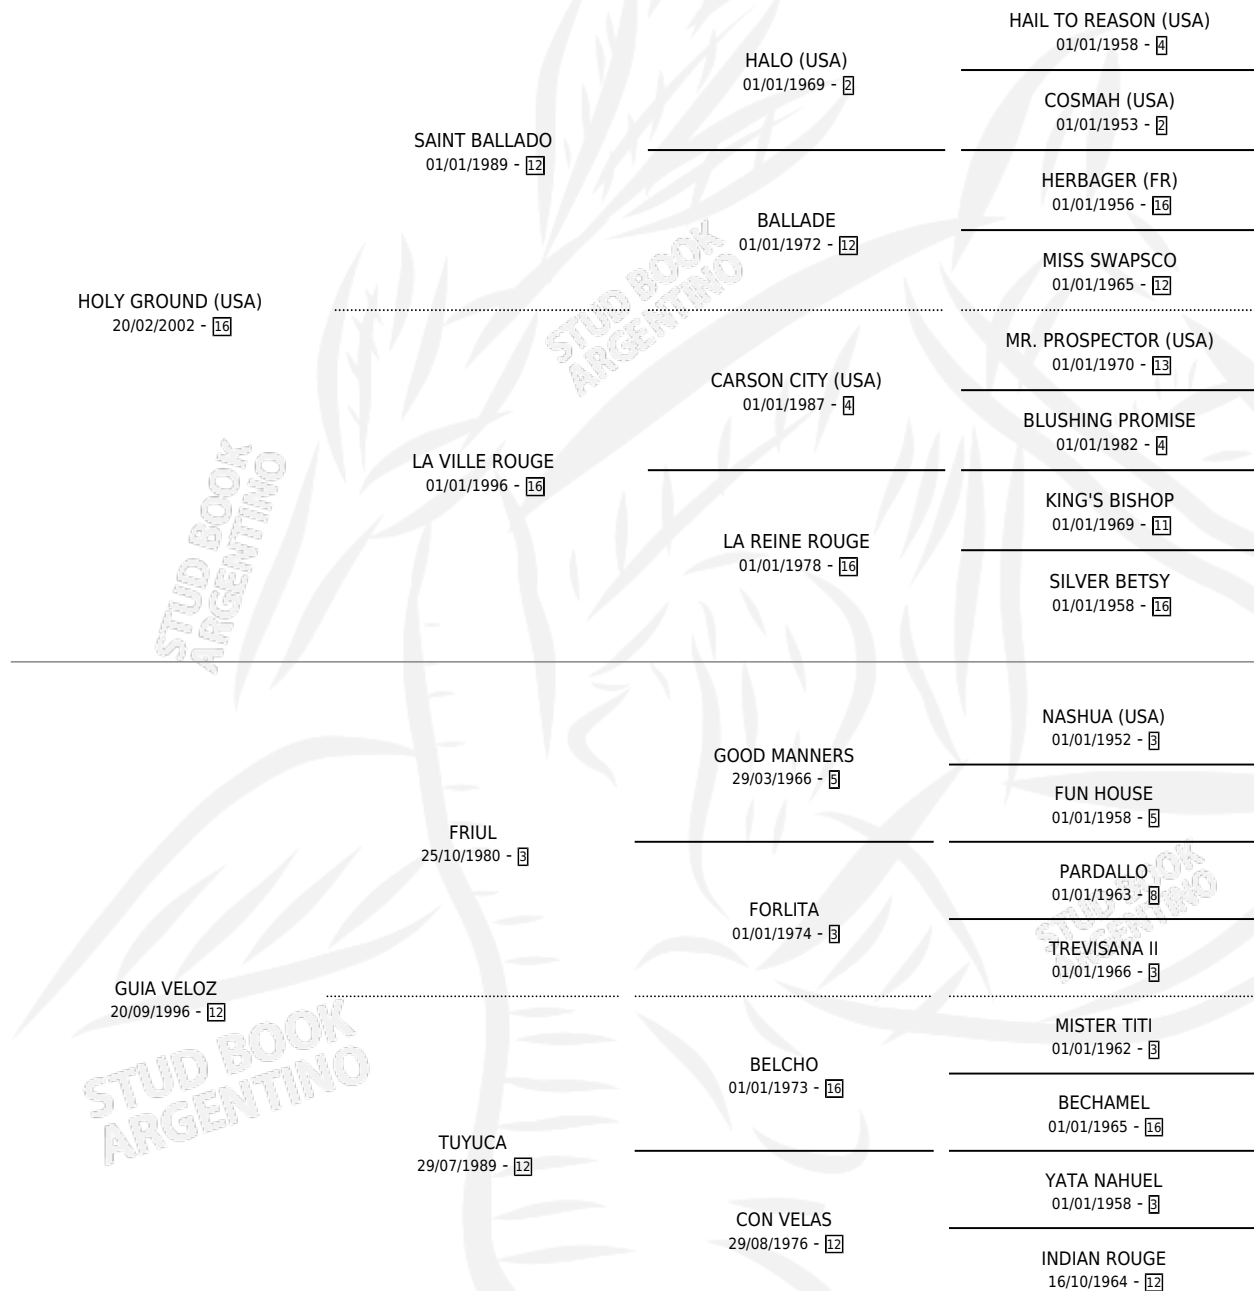 HAIL TO REASON (USA)
01/01/1958 - 4
HALO (USA)
01/01/1969 - 2
COSMAH (USA)
01/01/1953 - 2
SAINT BALLADO
01/01/1989 - 12
HERBAGER (FR)
01/01/1956 - 16
BALLADE
01/01/1972 - 12
MISS SWAPSCO
01/01/1965 - 12
HOLY GROUND (USA)
20/02/2002 - 16
MR. PROSPECTOR (USA)
01/01/1970 - 13
CARSON CITY (USA)
01/01/1987 - 4
BLUSHING PROMISE
01/01/1982 - 4
LA VILLE ROUGE
01/01/1996 - 16
KING'S BISHOP
01/01/1969 - 11
LA REINE ROUGE
01/01/1978 - 16
SILVER BETSY
01/01/1958 - 16
NASHUA (USA)
01/01/1952 - 3
GOOD MANNERS
29/03/1966 - 5
FUN HOUSE
01/01/1958 - 5
FRIUL
25/10/1980 - 3
PARDALLO
01/01/1963 - 8
FORLITA
01/01/1974 - 3
TREVISANA II
01/01/1966 - 3
GUIA VELOZ
20/09/1996 - 12
MISTER TITI
01/01/1962 - 3
BELCHO
01/01/1973 - 16
BECHAMEL
01/01/1965 - 16
TUYUCA
29/07/1989 - 12
YATA NAHUEL
01/01/1958 - 3
CON VELAS
29/08/1976 - 12
INDIAN ROUGE
16/10/1964 - 12
STUD BOOK
ARGENTINO
STUD BOOK
ARGENTINO
STUD BOOK
ARGENTINO
STUD BOOK
ARGENTINO